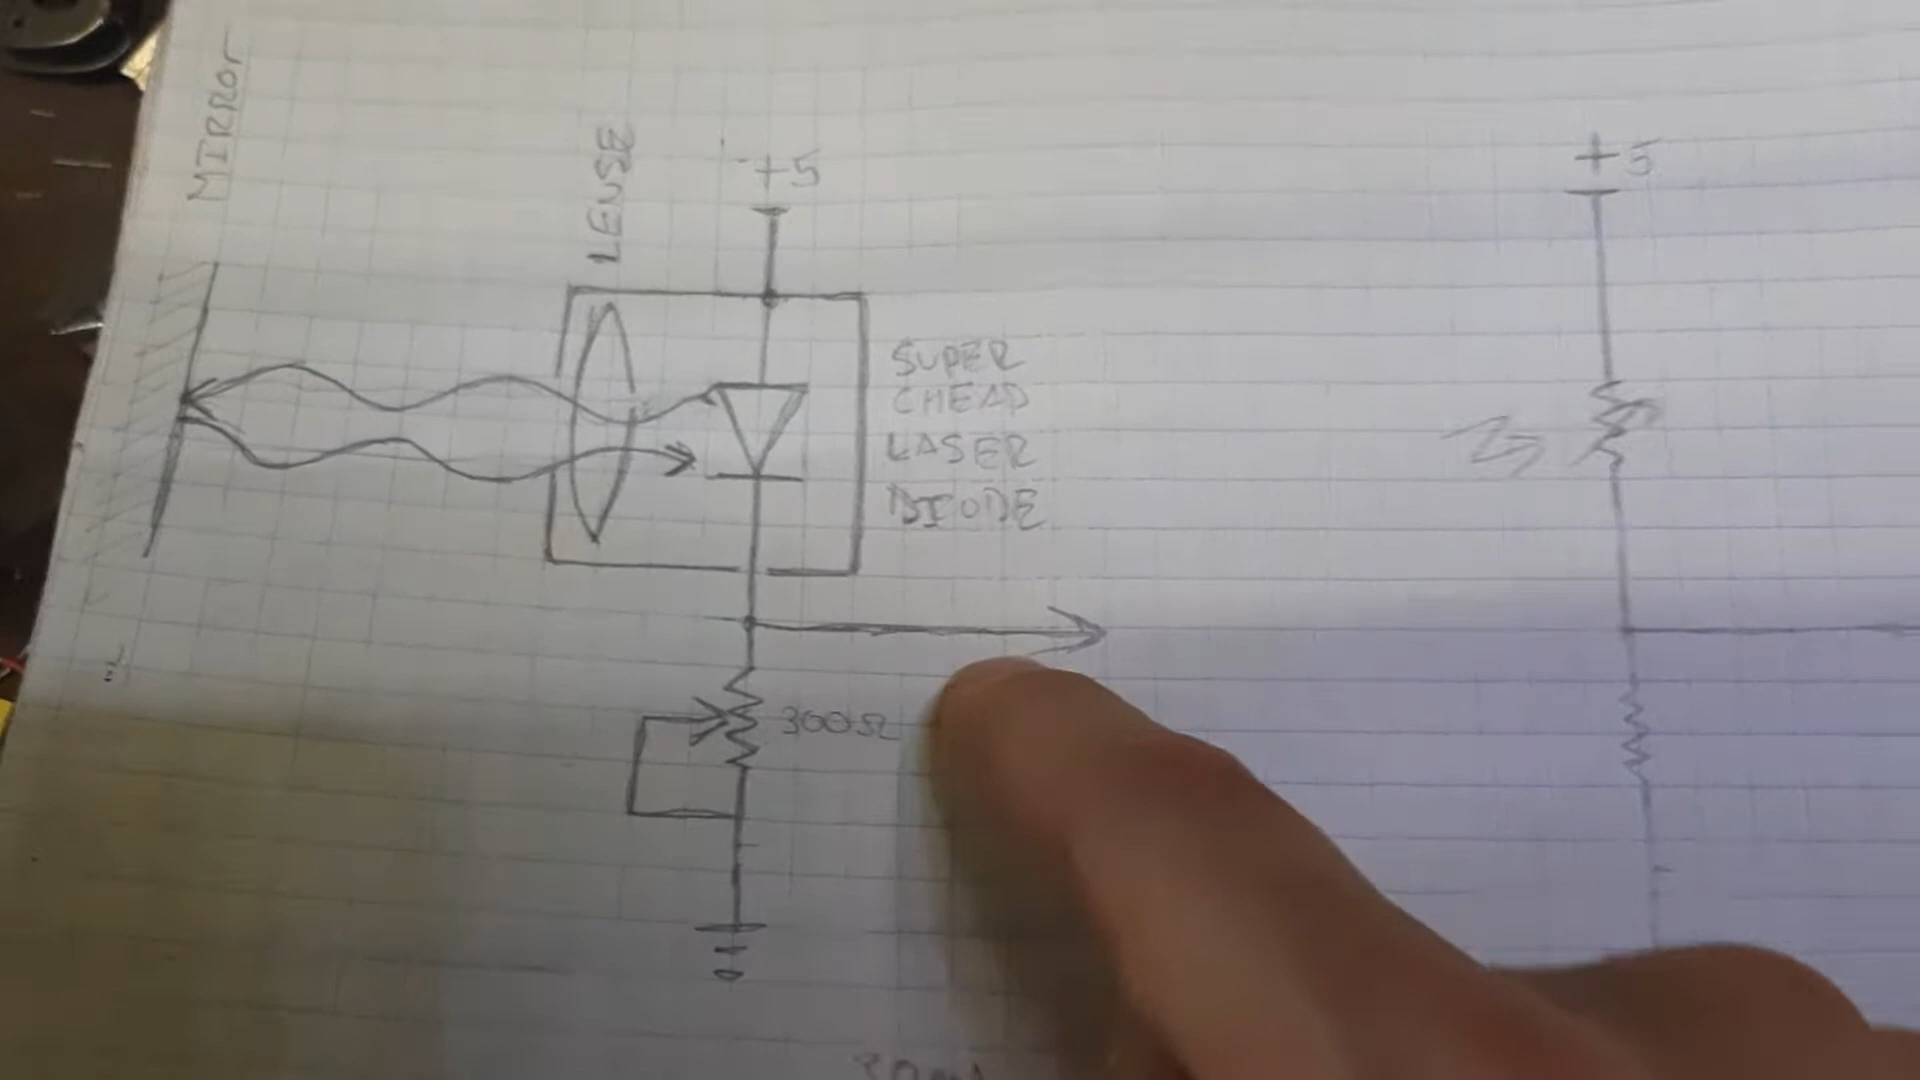 MIRROr
LENSE
+5
SUPER
CHEAP
LASER
DIODE
300Ω
+5